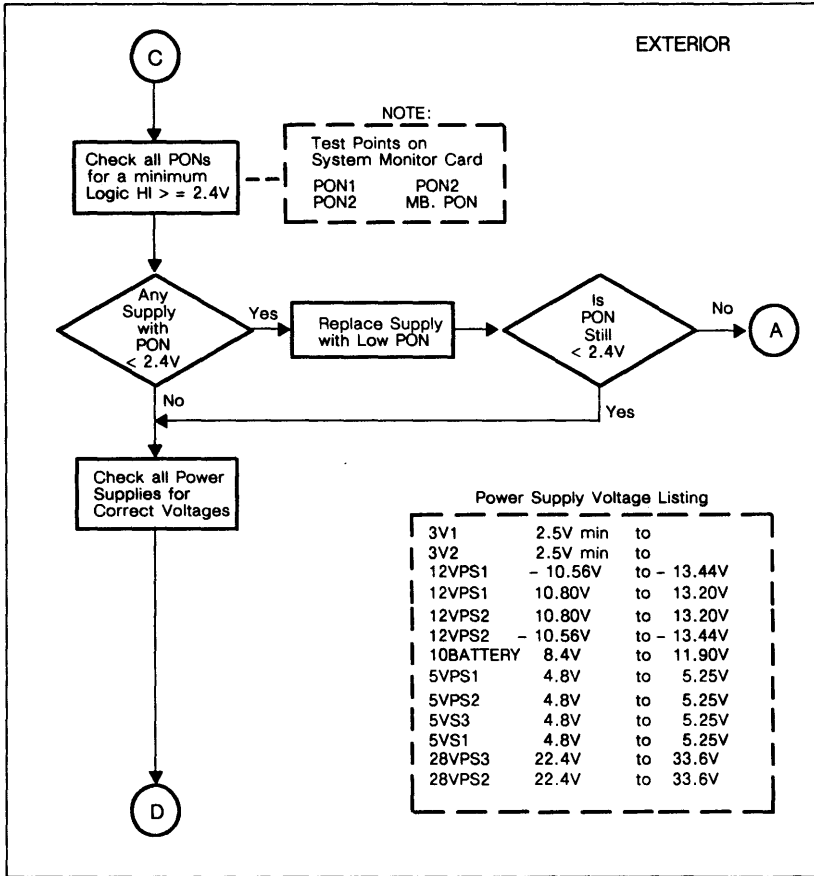 EXTERIOR
C
NOTE:
Check all PONs
for a minimum
Logic HI > = 2.4V
Test Points on
System Monitor Card
PON1 PON2
PON2 MB. PON
Any
Supply
with
PON
< 2.4V
Yes
Replace Supply
with Low PON
Is
PON
Still
< 2.4V
No
A
No
Yes
Check all Power
Supplies for
Correct Voltages
Power Supply Voltage Listing
3V1 2.5V min to
3V2 2.5V min to
12VPS1 – 10.56V to – 13.44V
12VPS1 10.80V to 13.20V
12VPS2 10.80V to 13.20V
12VPS2 – 10.56V to – 13.44V
10BATTERY 8.4V to 11.90V
5VPS1 4.8V to 5.25V
5VPS2 4.8V to 5.25V
5VS3 4.8V to 5.25V
5VS1 4.8V to 5.25V
28VPS3 22.4V to 33.6V
28VPS2 22.4V to 33.6V
D